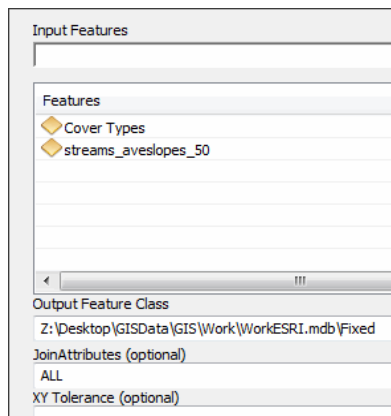 Input Features
Features
Cover Types
streams_aveslopes_50
Output Feature Class
Z:\Desktop\GISData\GIS\Work\WorkESRI.mdb\Fixed
JoinAttributes (optional)
ALL
XY Tolerance (optional)